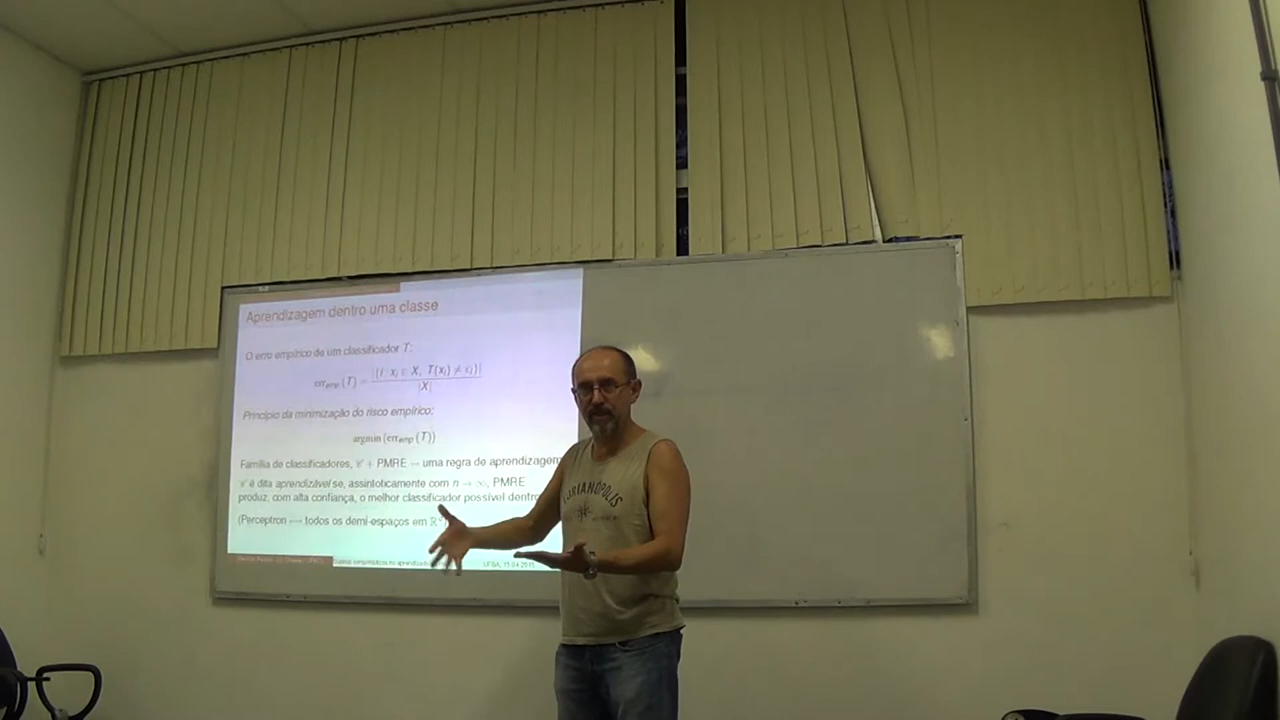 Aprendizagem dentro uma classe
O erro empírico de um classificador T:
err_emp (T) = |{i : x_i ∈ X, T(x_i) ≠ ε_i}| / |X|
Princípio da minimização do risco empírico:
argmin (err_emp (T))
Família de classificadores, 𝒞 + PMRE = uma regra de aprendizagem
𝒞 é dita aprendizável se, assintoticamente com n → ∞, PMRE
produz, com alta confiança, o melhor classificador possível dentro
(Perceptron ⟷ todos os demi-espaços em ℝ
UFBA, 15.04.2015
FLORIANÓPOLIS